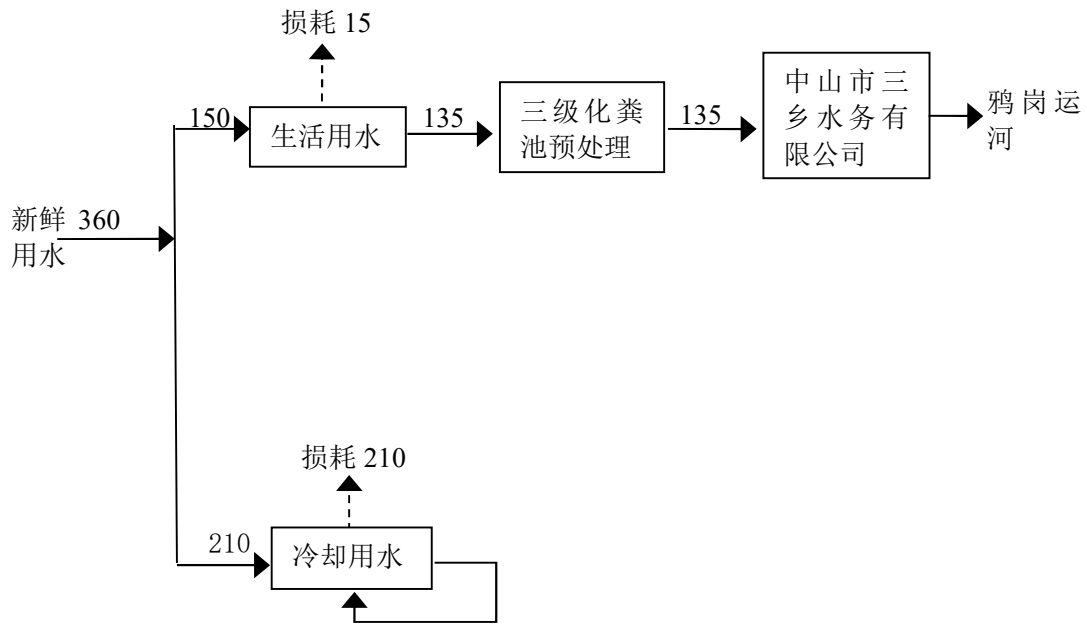 损耗 15
150
生活用水
135
三级化粪
池预处理
135
中山市三
乡水务有
限公司
鸦岗运
河
新鲜 360
用水
损耗 210
210
冷却用水